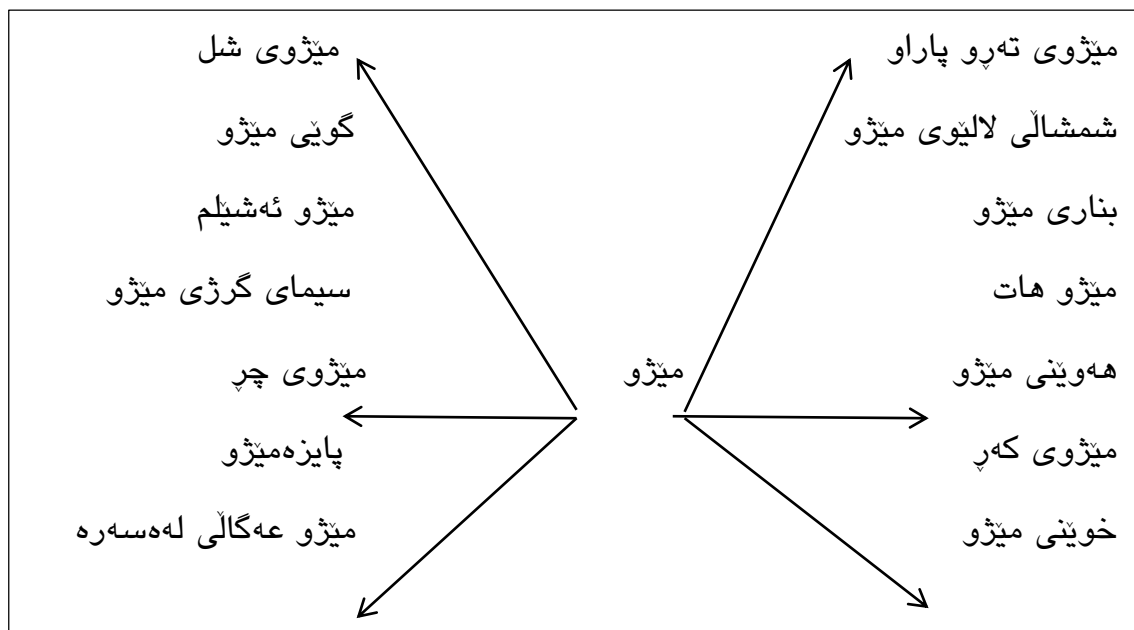 مێژوی تەڕو پاراو
شمشاڵی لالێوی مێژو
بناری مێژو
مێژو هات
هەوێنی مێژو
مێژوی کەڕ
خوێنی مێژو
مێژو
مێژوی شل
گوێی مێژو
مێژو ئەشێلم
سیمای گرژی مێژو
مێژوی چڕ
پایزەمێژو
مێژو عەگاڵی لەسەرە